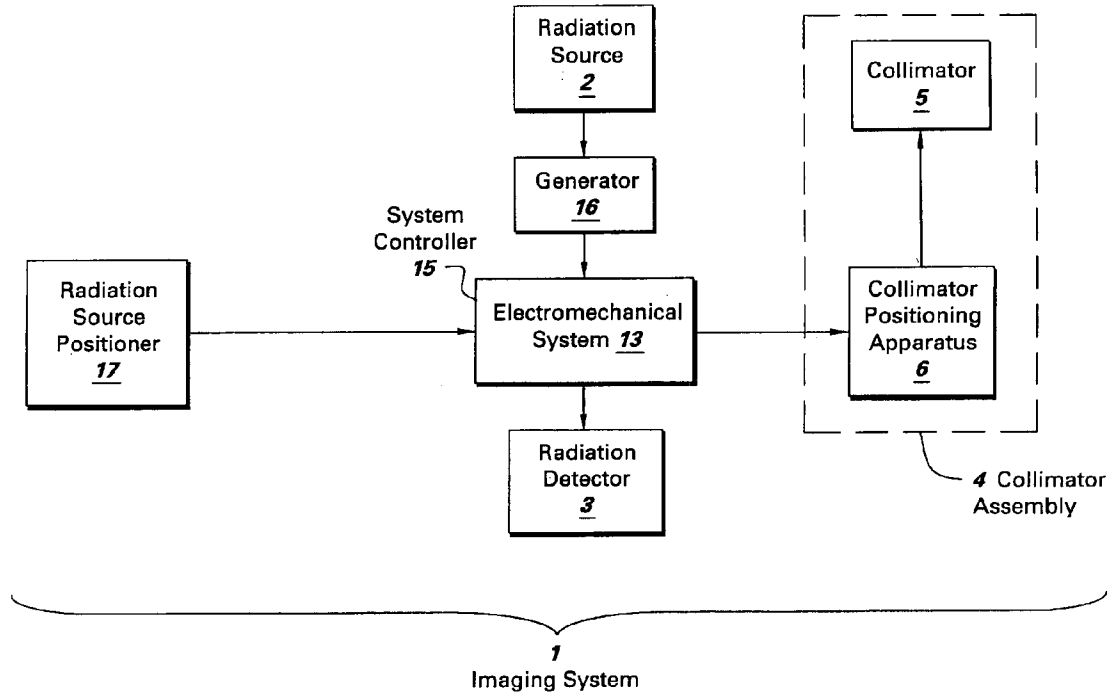 Radiation
Source
2
Collimator
5
Generator
16
System
Controller
15
Radiation
Source
Positioner
17
Electromechanical
System 13
Collimator
Positioning
Apparatus
6
Radiation
Detector
3
4 Collimator
Assembly
1
Imaging System